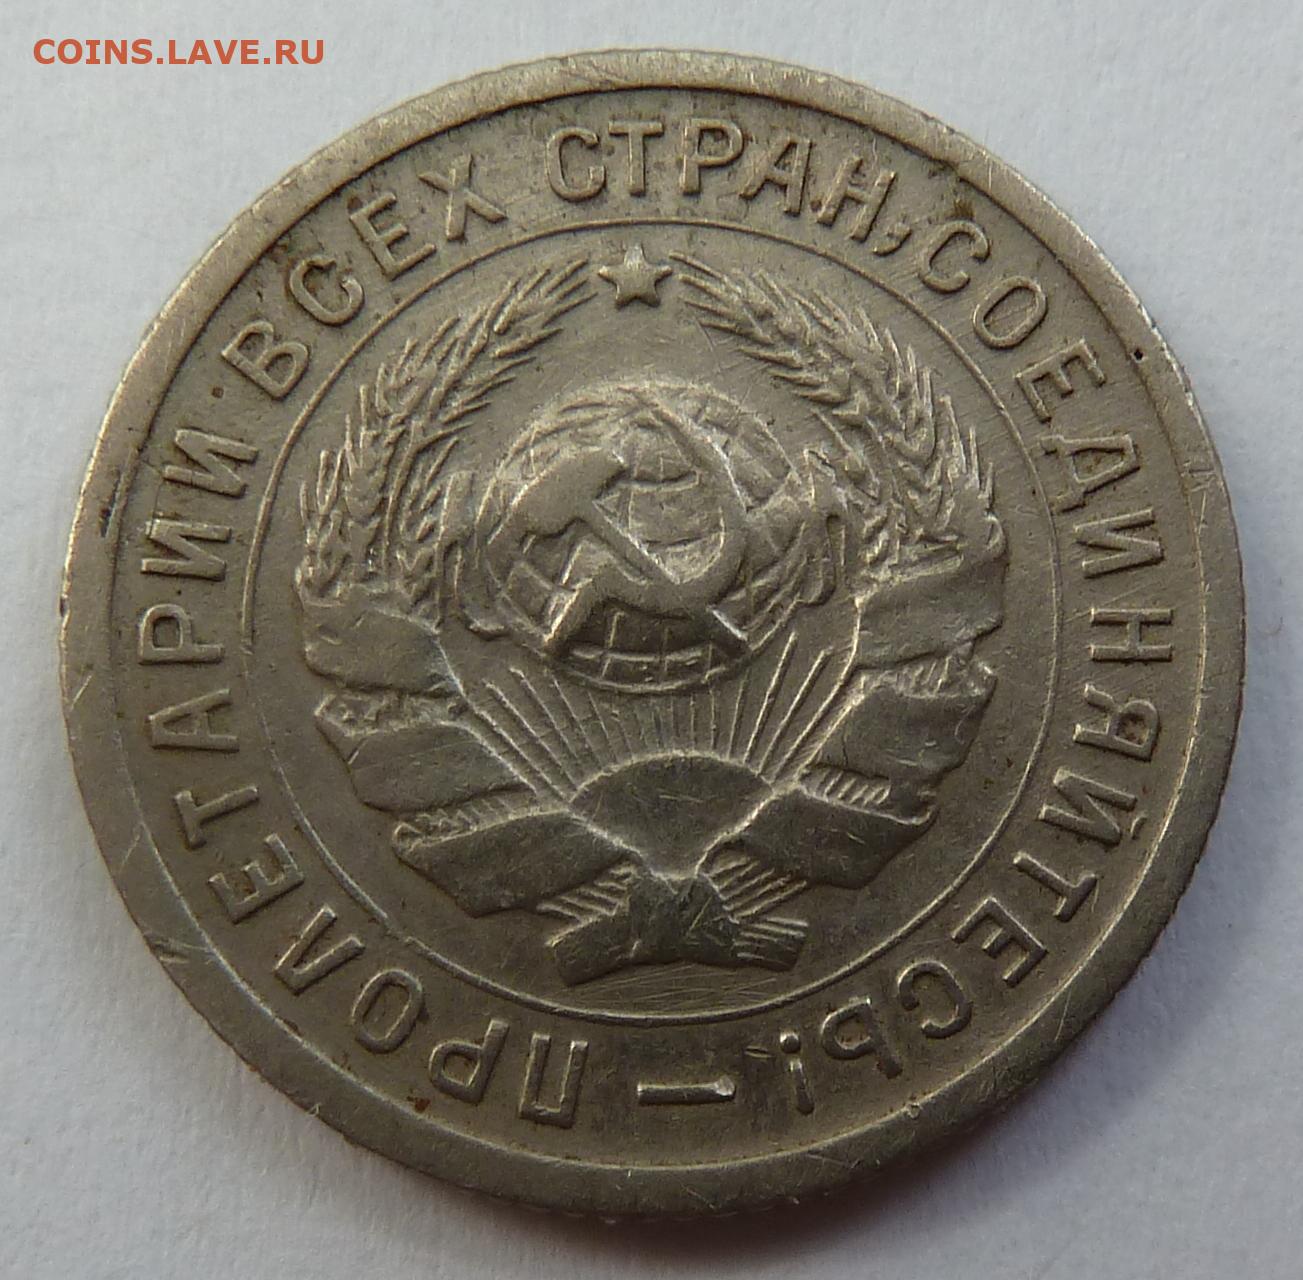 COINS.LAVE.RU
ПРОЛЕТАРИИ ВСЕХ СТРАН, СОЕДИНЯЙТЕСЬ! —